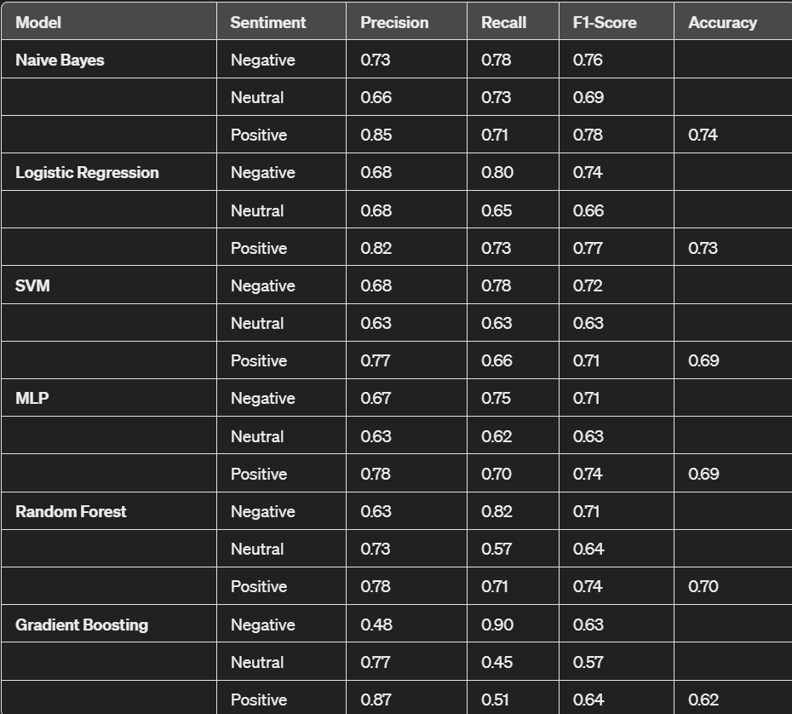 Model Sentiment Precision Recall F1-Score Accuracy
Naive Bayes Negative 0.73 0.78 0.76
Neutral 0.66 0.73 0.69
Positive 0.85 0.71 0.78 0.74
Logistic Regression Negative 0.68 0.80 0.74
Neutral 0.68 0.65 0.66
Positive 0.82 0.73 0.77 0.73
SVM Negative 0.68 0.78 0.72
Neutral 0.63 0.63 0.63
Positive 0.77 0.66 0.71 0.69
MLP Negative 0.67 0.75 0.71
Neutral 0.63 0.62 0.63
Positive 0.78 0.70 0.74 0.69
Random Forest Negative 0.63 0.82 0.71
Neutral 0.73 0.57 0.64
Positive 0.78 0.71 0.74 0.70
Gradient Boosting Negative 0.48 0.90 0.63
Neutral 0.77 0.45 0.57
Positive 0.87 0.51 0.64 0.62